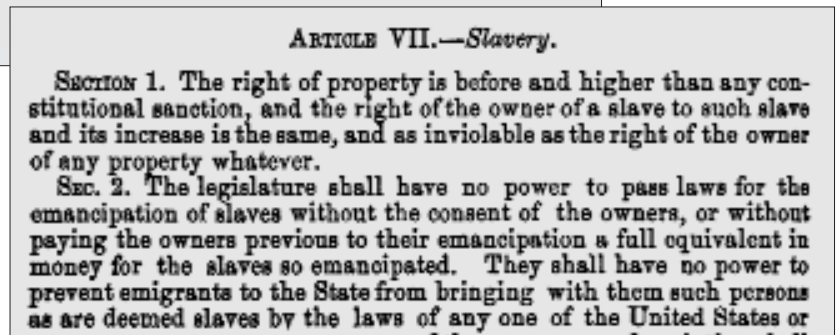 ARTICLE VII.—Slavery.
SECTION 1. The right of property is before and higher than any con-
stitutional sanction, and the right of the owner of a slave to such slave
and its increase is the same, and as inviolable as the right of the owner
of any property whatever.
SEC. 2. The legislature shall have no power to pass laws for the
emancipation of slaves without the consent of the owners, or without
paying the owners previous to their emancipation a full equivalent in
money for the slaves so emancipated. They shall have no power to
prevent emigrants to the State from bringing with them such persons
as are deemed slaves by the laws of any one of the United States or